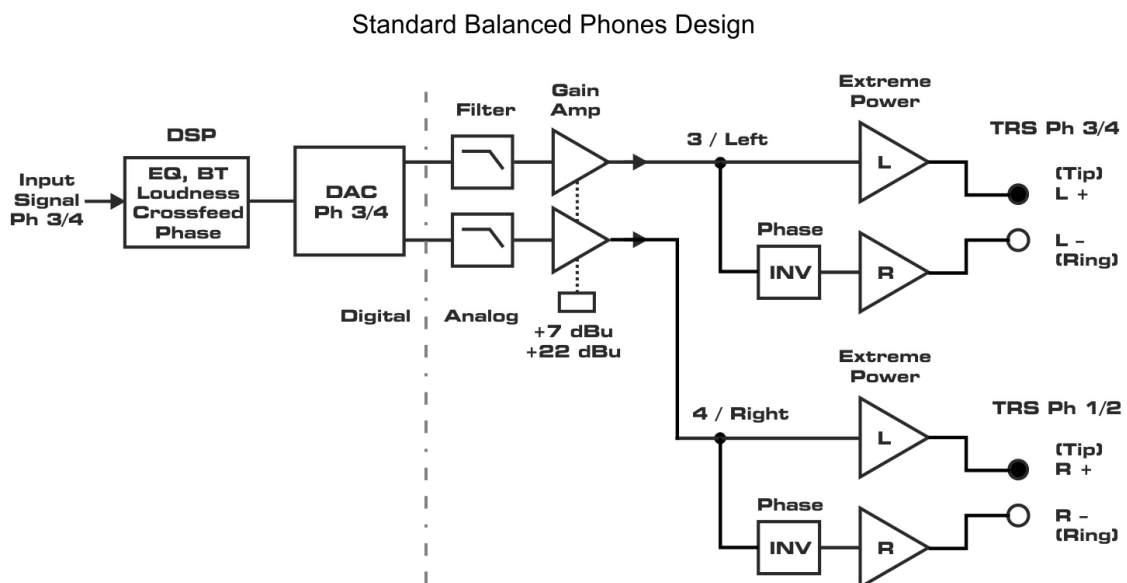 Standard Balanced Phones Design
Input
Signal
Ph 3/4
DSP
EQ, BT
Loudness
Crossfeed
Phase
DAC
Ph 3/4
Digital
Analog
Filter
Gain
Amp
+7 dBu
+22 dBu
3 / Left
Extreme
Power
L
Phase
INV
R
TRS Ph 3/4
(Tip)
L +
L –
(Ring)
4 / Right
Extreme
Power
L
Phase
INV
R
TRS Ph 1/2
(Tip)
R +
R –
(Ring)